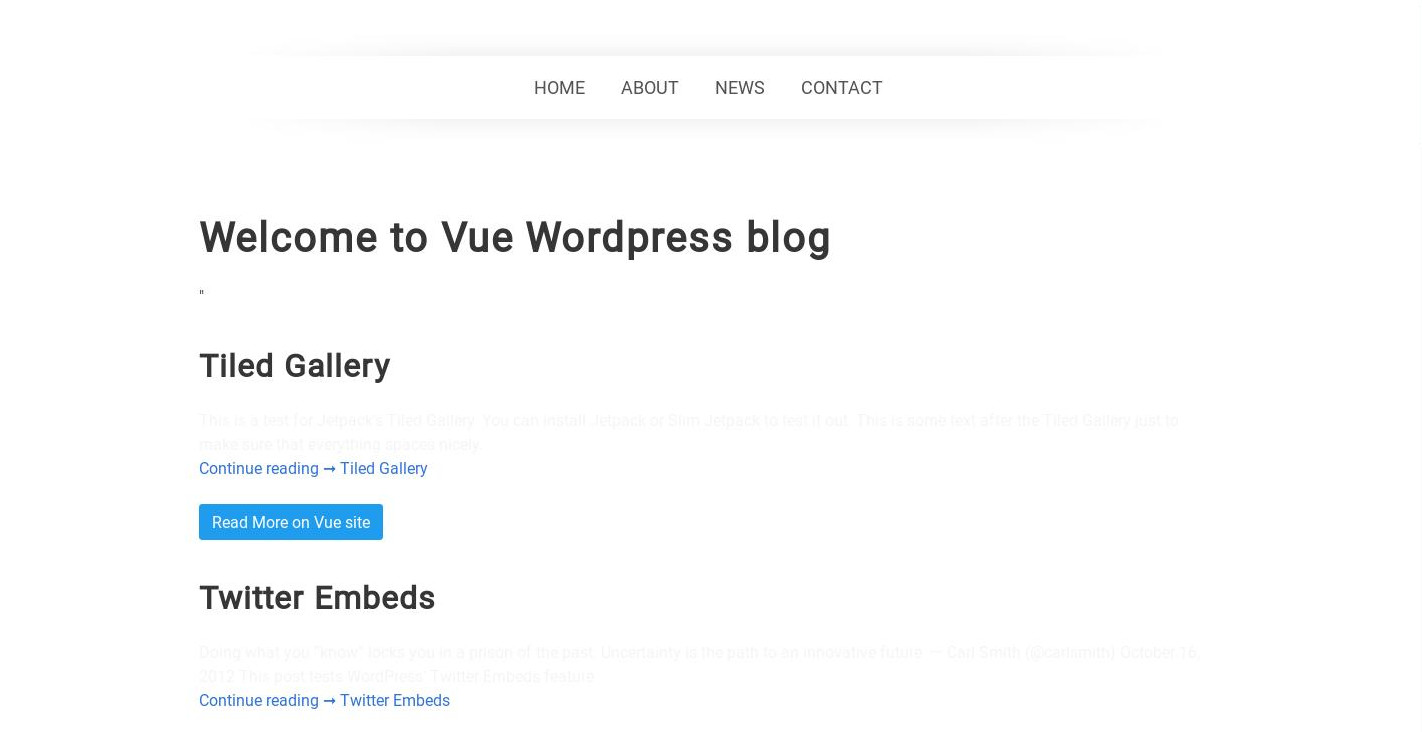 HOME ABOUT NEWS CONTACT
Welcome to Vue Wordpress blog
"
Tiled Gallery
This is a test for Jetpack's Tiled Gallery. You can install Jetpack or Slim Jetpack to test it out. This is some text after the Tiled Gallery just to
make sure that everything spaces nicely.
Continue reading ➞ Tiled Gallery
Read More on Vue site
Twitter Embeds
Doing what you "know" locks you in a prison of the past. Uncertainty is the path to an innovative future. — Carl Smith (@carlsmith) October 16,
2012 This post tests WordPress' Twitter Embeds feature.
Continue reading ➞ Twitter Embeds